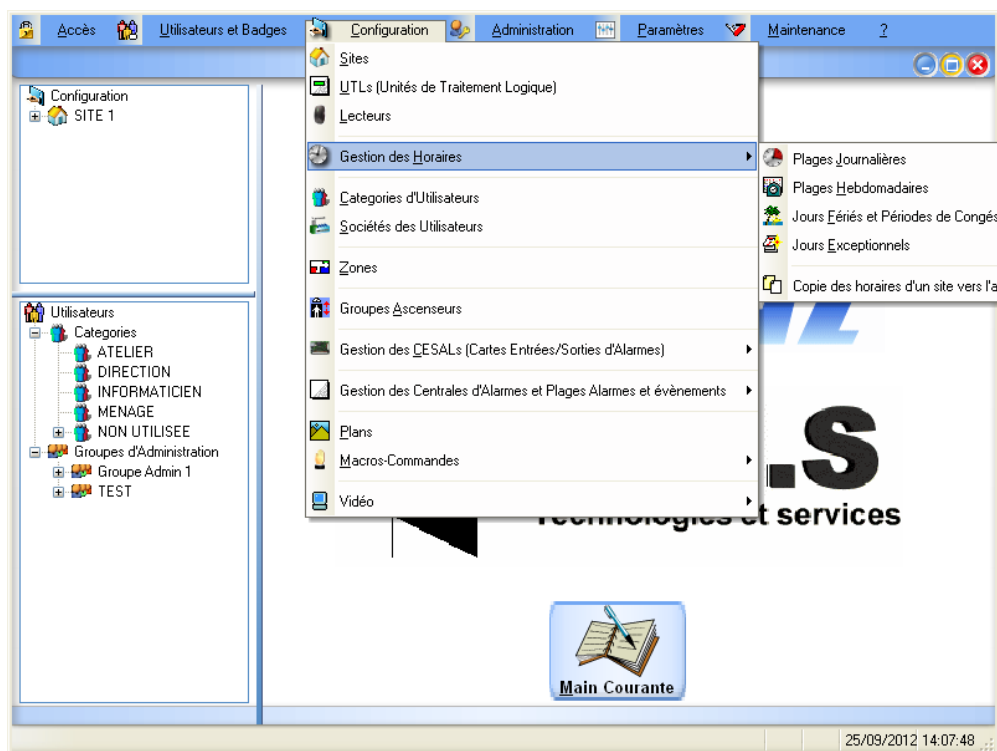 Accès Utilisateurs et Badges Configuration Administration Paramètres Maintenance ?
Configuration
SITE 1
Utilisateurs
Categories
ATELIER
DIRECTION
INFORMATICIEN
MENAGE
NON UTILISEE
Groupes d'Administration
Groupe Admin 1
TEST
Sites
UTLs (Unités de Traitement Logique)
Lecteurs
Gestion des Horaires
Categories d'Utilisateurs
Sociétés des Utilisateurs
Zones
Groupes Ascenseurs
Gestion des CESALs (Cartes Entrées/Sorties d'Alarmes)
Gestion des Centrales d'Alarmes et Plages Alarmes et évènements
Plans
Macros-Commandes
Vidéo
Plages Journalières
Plages Hebdomadaires
Jours Fériés et Périodes de Congés
Jours Exceptionnels
Copie des horaires d'un site vers l'a
.S
Technologies et services
Main Courante
25/09/2012 14:07:48